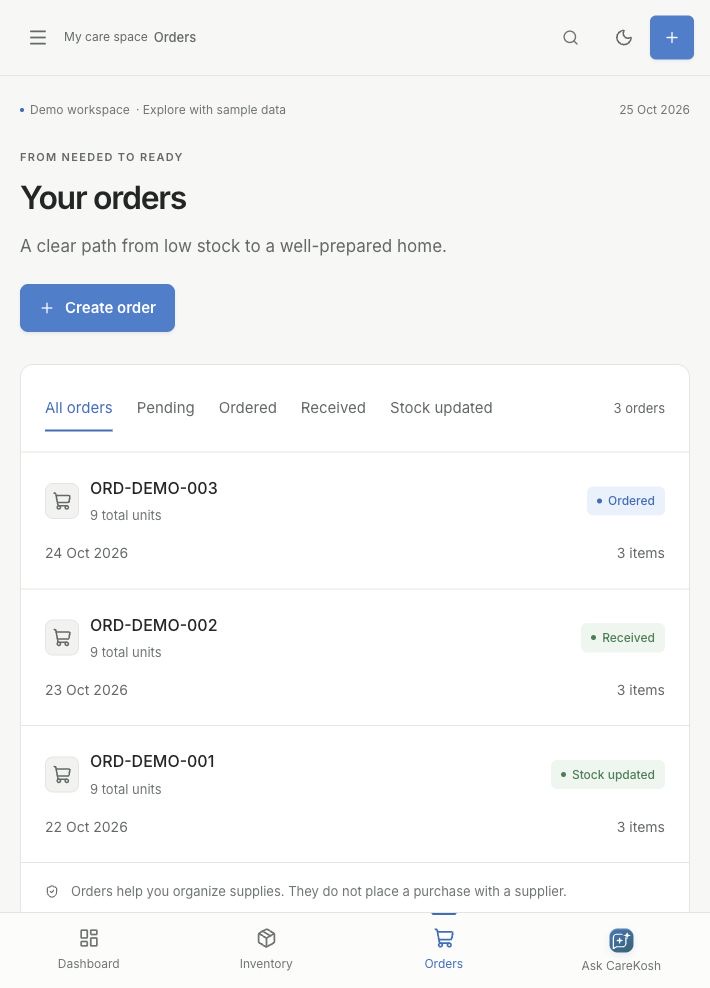 My care space Orders
Demo workspace · Explore with sample data
25 Oct 2026
FROM NEEDED TO READY
Your orders
A clear path from low stock to a well-prepared home.
+ Create order
All orders Pending Ordered Received Stock updated 3 orders
ORD-DEMO-003
9 total units
Ordered
24 Oct 2026 3 items
ORD-DEMO-002
9 total units
Received
23 Oct 2026 3 items
ORD-DEMO-001
9 total units
Stock updated
22 Oct 2026 3 items
Orders help you organize supplies. They do not place a purchase with a supplier.
Dashboard Inventory Orders Ask CareKosh